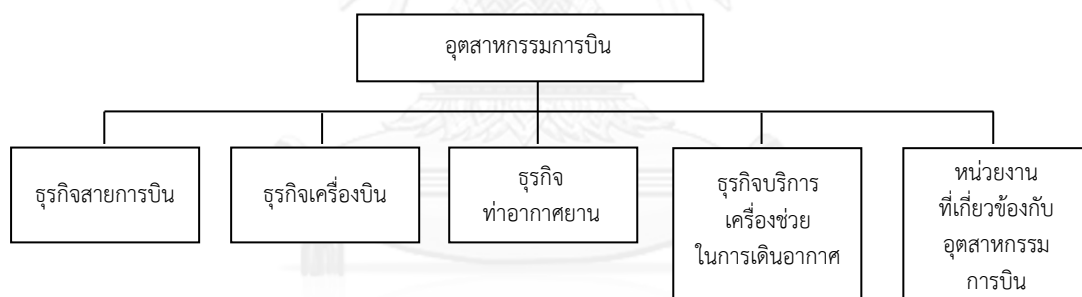 อุตสาหกรรมการบิน
ธุรกิจสายการบิน
ธุรกิจเครื่องบิน
ธุรกิจ
ท่าอากาศยาน
ธุรกิจบริการ
เครื่องช่วย
ในการเดินอากาศ
หน่วยงาน
ที่เกี่ยวข้องกับ
อุตสาหกรรม
การบิน